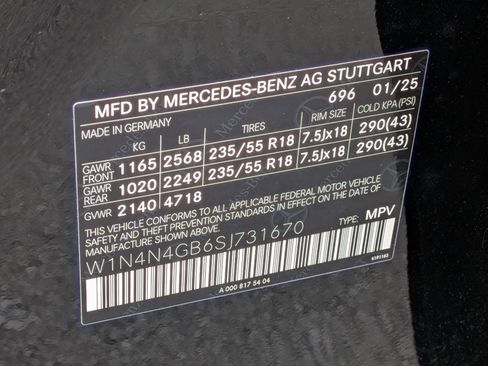 MFD BY MERCEDES-BENZ AG STUTTGART
696 01/25
MADE IN GERMANY
KG LB TIRES RIM SIZE COLD KPA (PSI)
GAWR FRONT 1165 2568 235/55 R18 7.5Jx18 290(43)
GAWR REAR 1020 2249 235/55 R18 7.5Jx18 290(43)
GVWR 2140 4718
THIS VEHICLE CONFORMS TO ALL APPLICABLE FEDERAL MOTOR VEHICLE
SAFETY AND THEFT PREVENTION STANDARDS IN EFFECT ON THE DATE OF
MANUFACTURE SHOWN ABOVE.
W1N4N4GB6SJ731670 TYPE: MPV
A 000 817 54 04